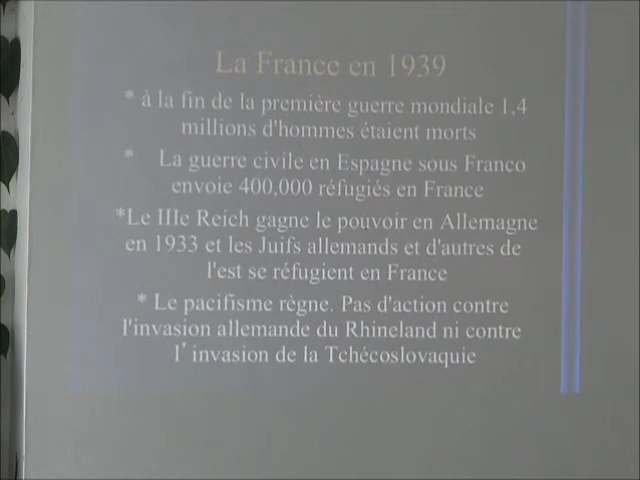 La France en 1939
* à la fin de la première guerre mondiale 1,4
millions d'hommes étaient morts
* La guerre civile en Espagne sous Franco
envoie 400,000 réfugiés en France
*Le IIIe Reich gagne le pouvoir en Allemagne
en 1933 et les Juifs allemands et d'autres de
l'est se réfugient en France
* Le pacifisme règne. Pas d'action contre
l'invasion allemande du Rhineland ni contre
l’invasion de la Tchécoslovaquie